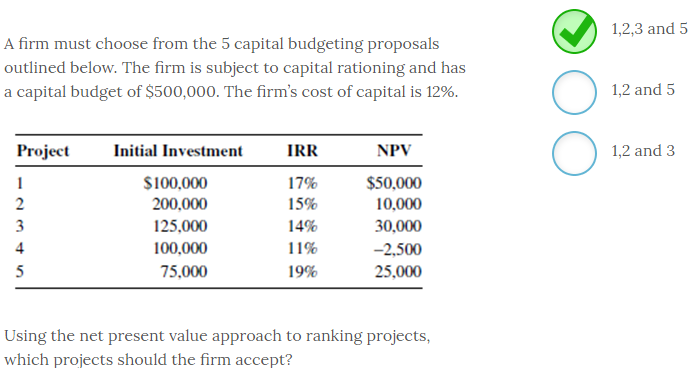 A firm must choose from the 5 capital budgeting proposals
outlined below. The firm is subject to capital rationing and has
a capital budget of $500,000. The firm's cost of capital is 12%.
Project Initial Investment IRR NPV
1 $100,000 17% $50,000
2 200,000 15% 10,000
3 125,000 14% 30,000
4 100,000 11% −2,500
5 75,000 19% 25,000
Using the net present value approach to ranking projects,
which projects should the firm accept?
1,2,3 and 5
1,2 and 5
1,2 and 3